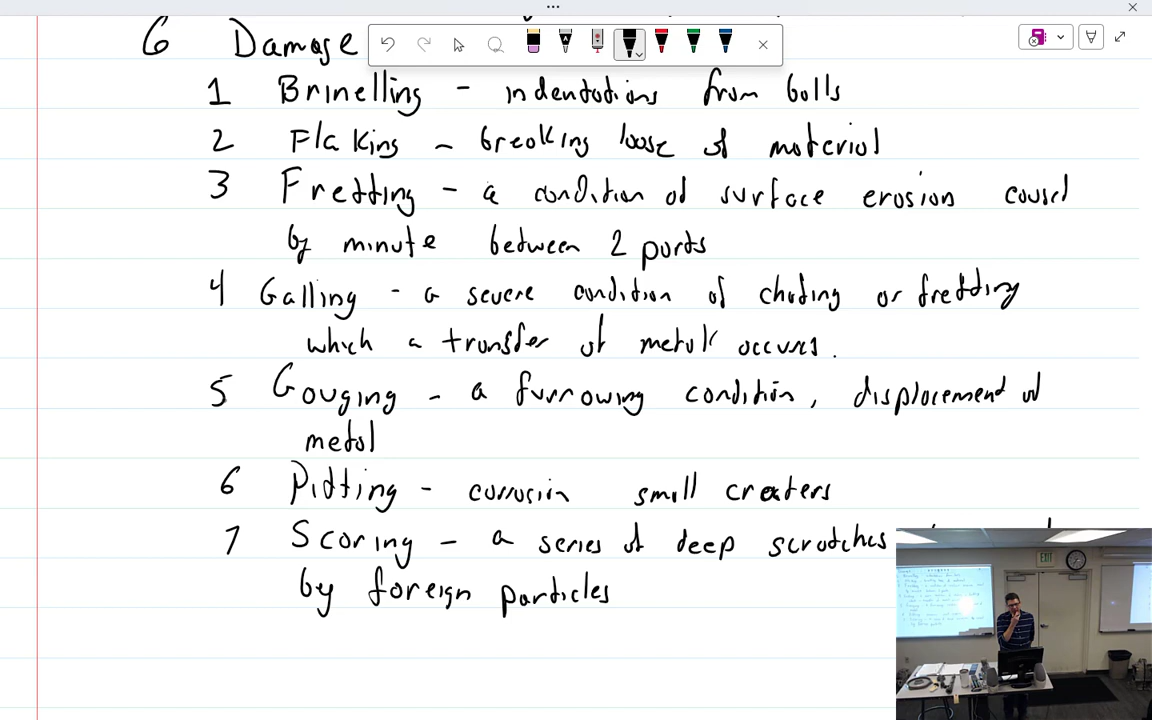 6 Damage
1 Brinelling - indentations from balls
2 Flaking - breaking loose of material
3 Fretting - a condition of surface erosion caused
by minute between 2 parts
4 Galling - a severe condition of chafing or fretting
which a transfer of metal occurs.
5 Gouging - a furrowing condition, displacement of
metal
6 Pitting - corrosion small craters
7 Scoring - a series of deep scratches
by foreign particles
EXIT